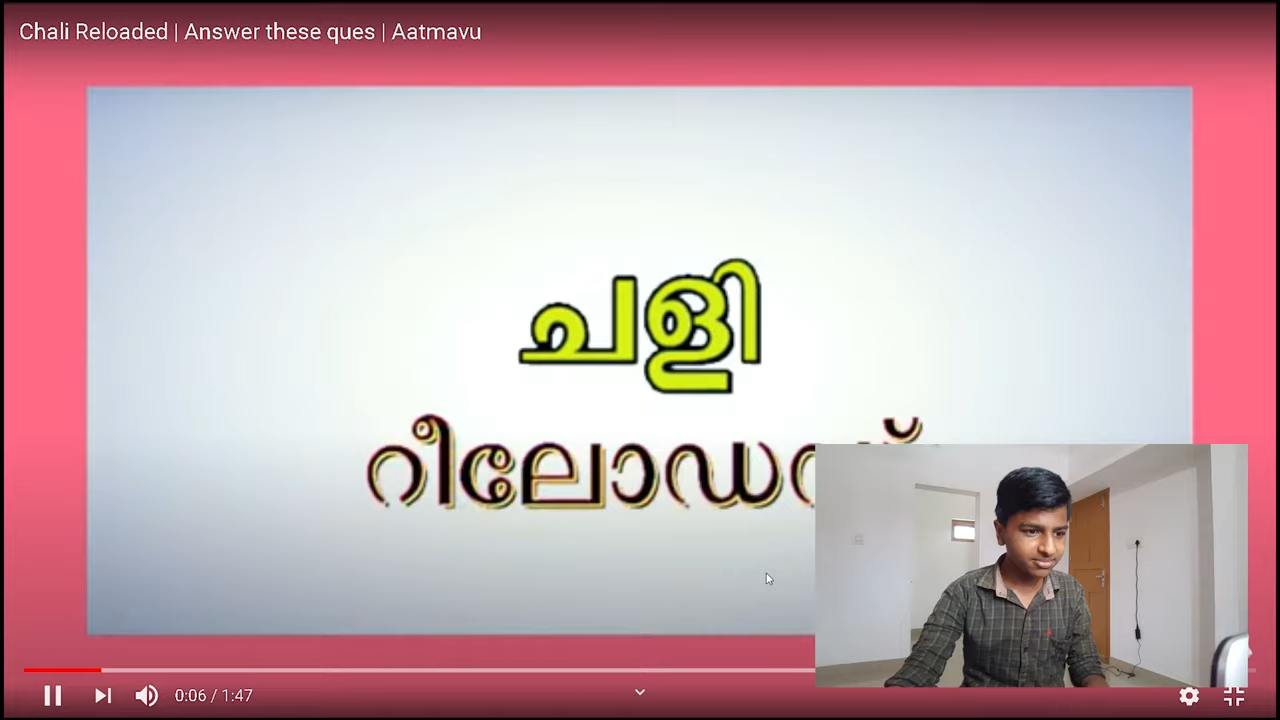 Chali Reloaded | Answer these ques | Aatmavu
ചളി
0:06 / 1:47